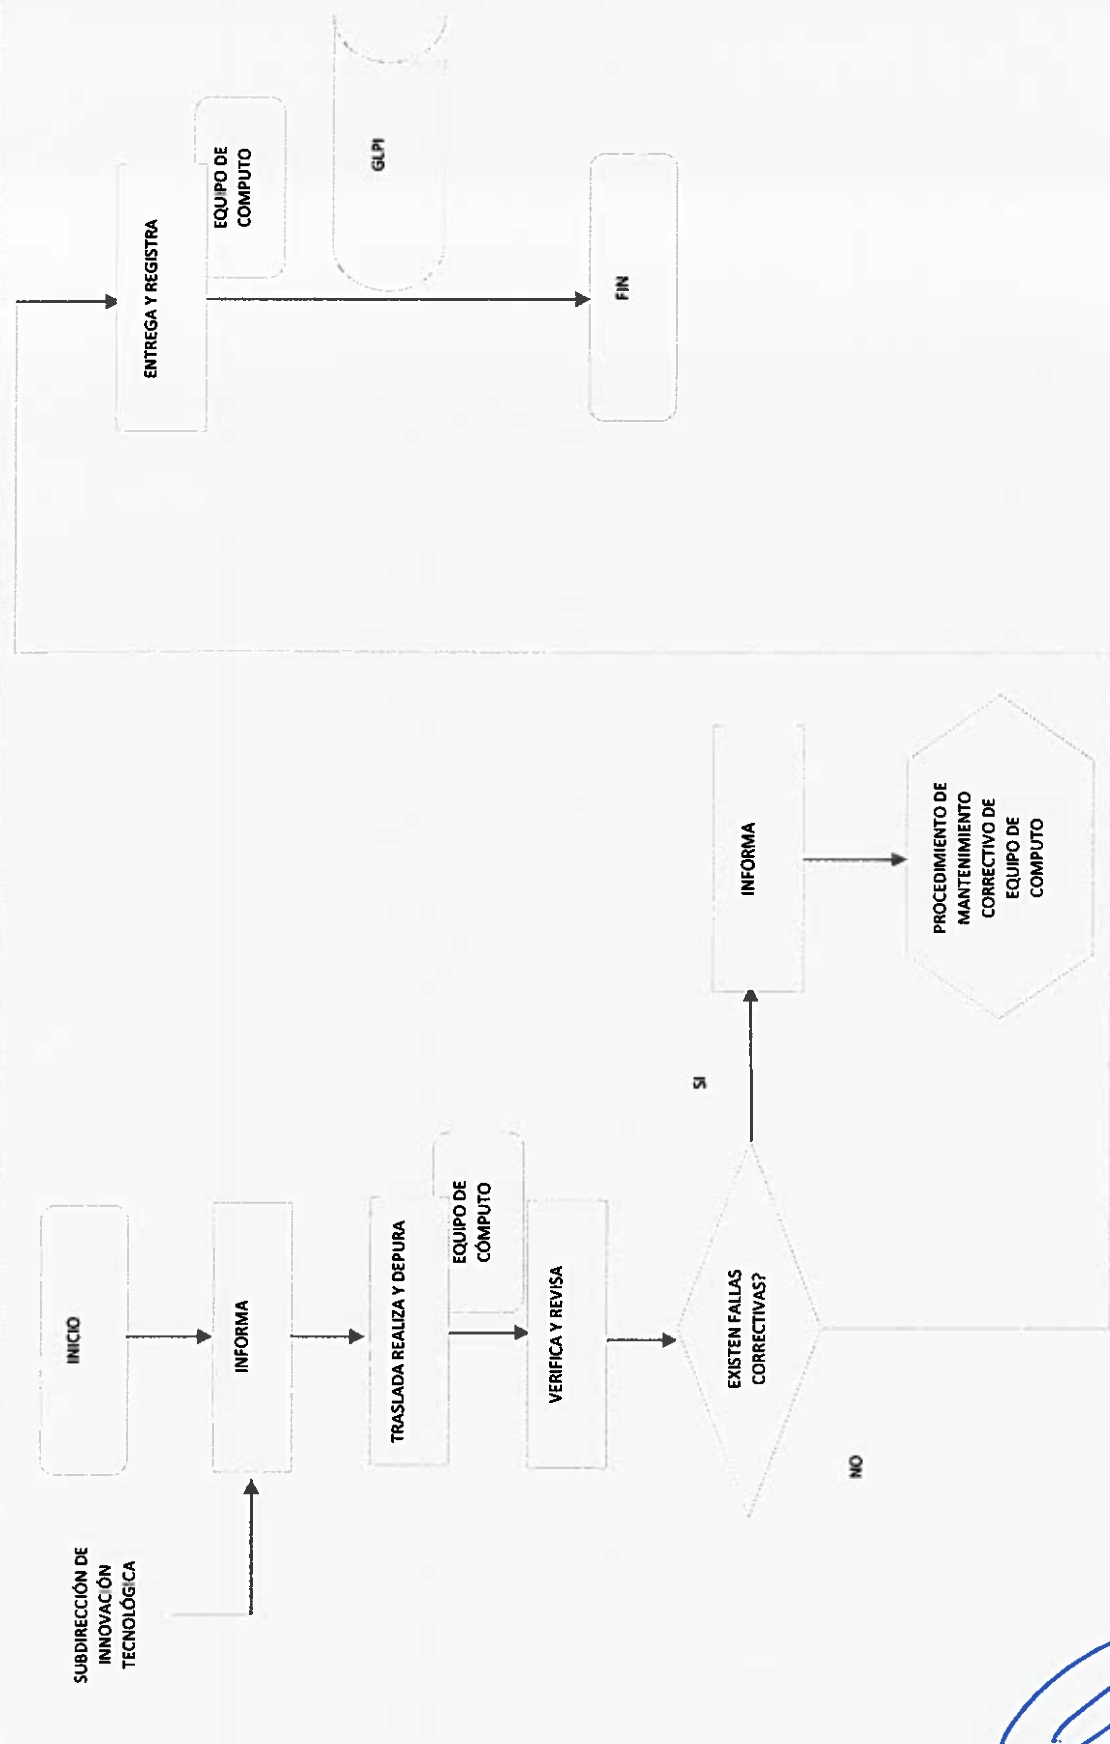 SUBDIRECCIÓN DE
INNOVACIÓN
TECNOLÓGICA
INICIO
INFORMA
TRASLADA REALIZA Y DEPURA
EQUIPO DE
CÓMPUTO
VERIFICA Y REVISA
EXISTEN FALLAS
CORRECTIVAS?
NO
SI
INFORMA
PROCEDIMIENTO DE
MANTENIMIENTO
CORRECTIVO DE
EQUIPO DE
COMPUTO
ENTREGA Y REGISTRA
EQUIPO DE
COMPUTO
GLPI
FIN